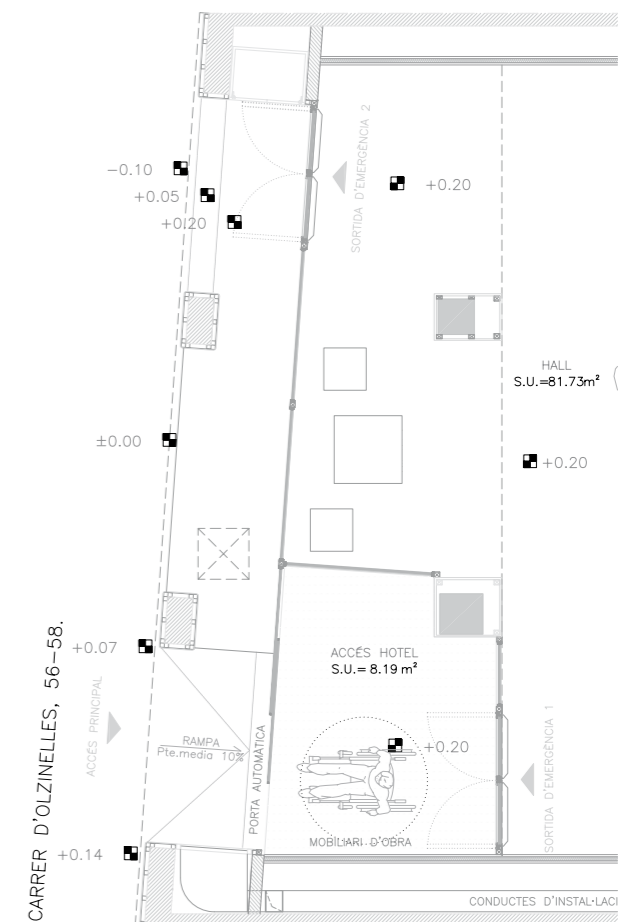 -0.10
+0.05
+0.20
SORTIDA D'EMERGÈNCIA 2
+0.20
HALL
S.U.=81.73m²
±0.00
+0.20
CARRER D'OLZINELLES, 56-58.
+0.07
ACCÉS PRINCIPAL
ACCÉS HOTEL
S.U.= 8.19 m²
RAMPA
Pte.media 10%
PORTA AUTOMÀTICA
+0.20
SORTIDA D'EMERGÈNCIA 1
MOBILIARI D'OBRA
+0.14
CONDUCTES D'INSTAL·LACI